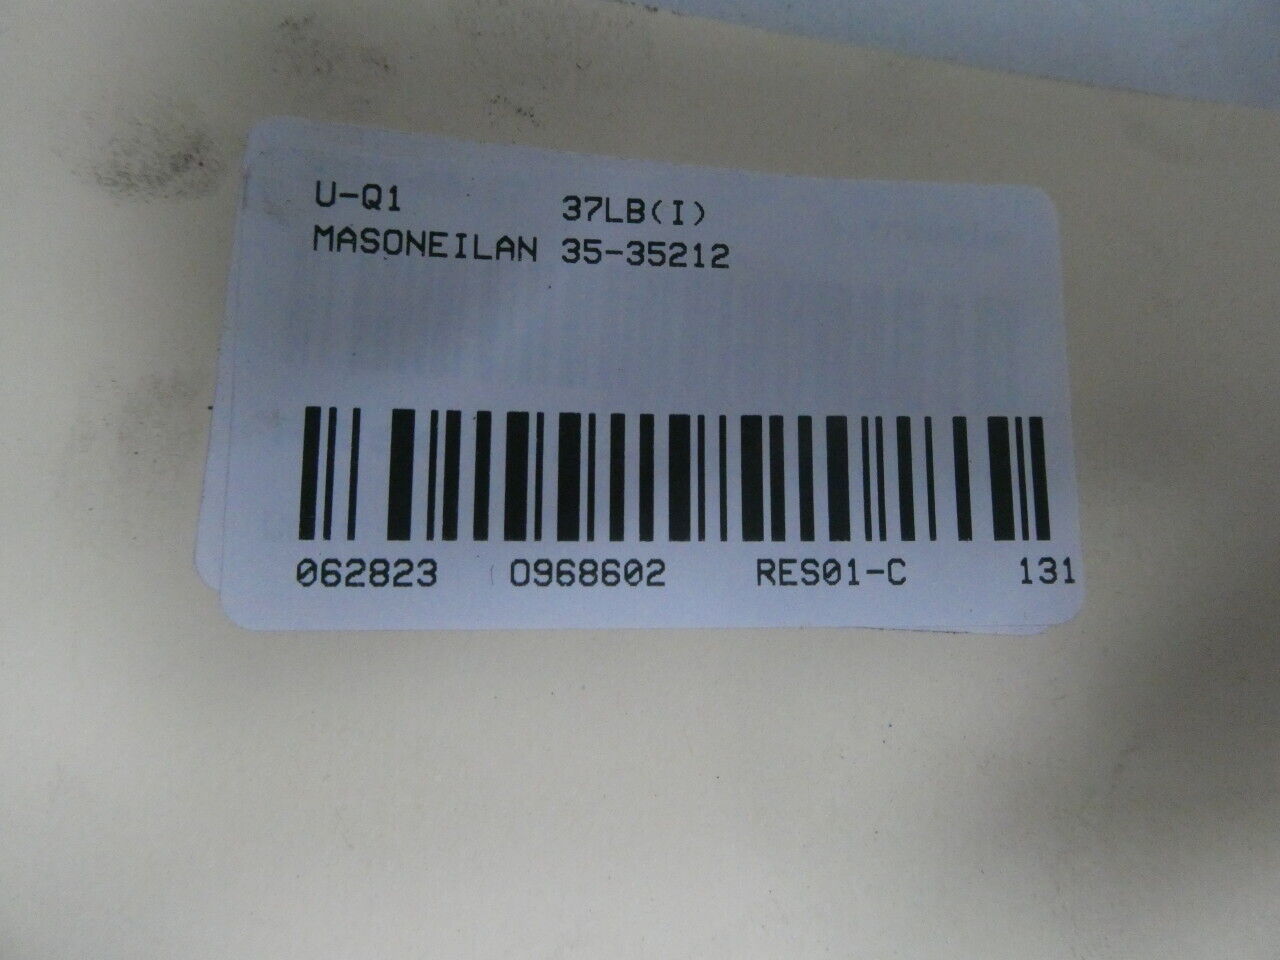 U-Q1 37LB(I)
MASONEILAN 35-35212
062823 0968602 RES01-C 131